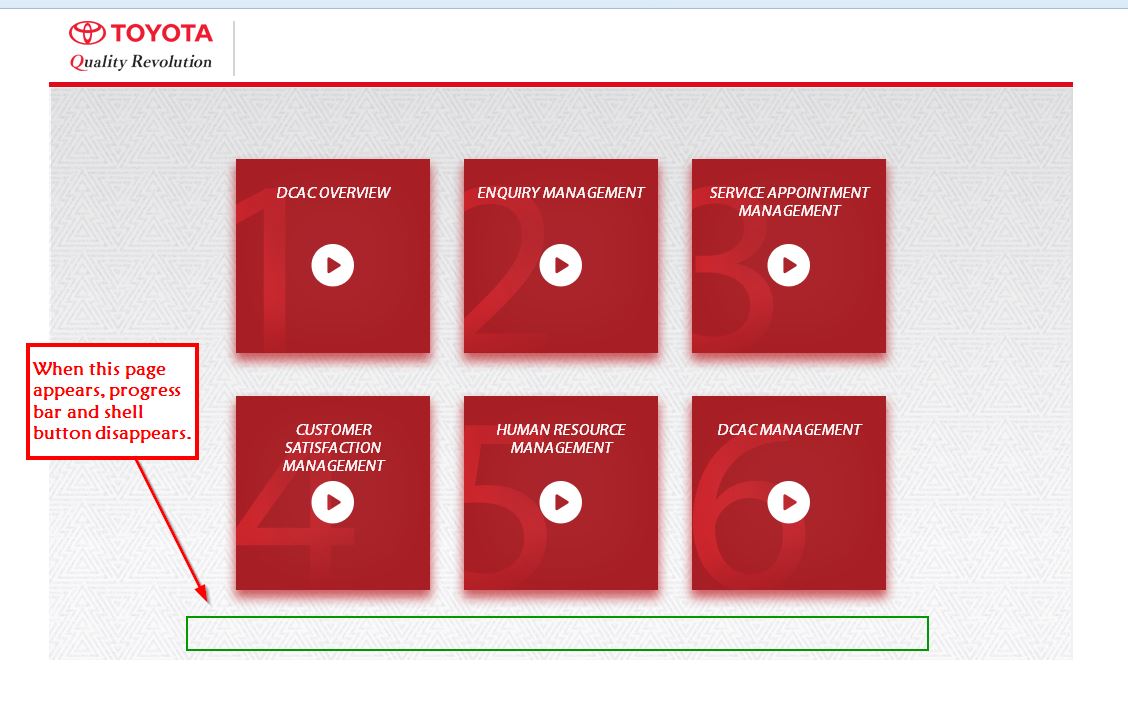 TOYOTA
Quality Revolution
1
DCAC OVERVIEW
2
ENQUIRY MANAGEMENT
3
SERVICE APPOINTMENT
MANAGEMENT
When this page
appears, progress
bar and shell
button disappears.
4
CUSTOMER
SATISFACTION
MANAGEMENT
5
HUMAN RESOURCE
MANAGEMENT
6
DCAC MANAGEMENT